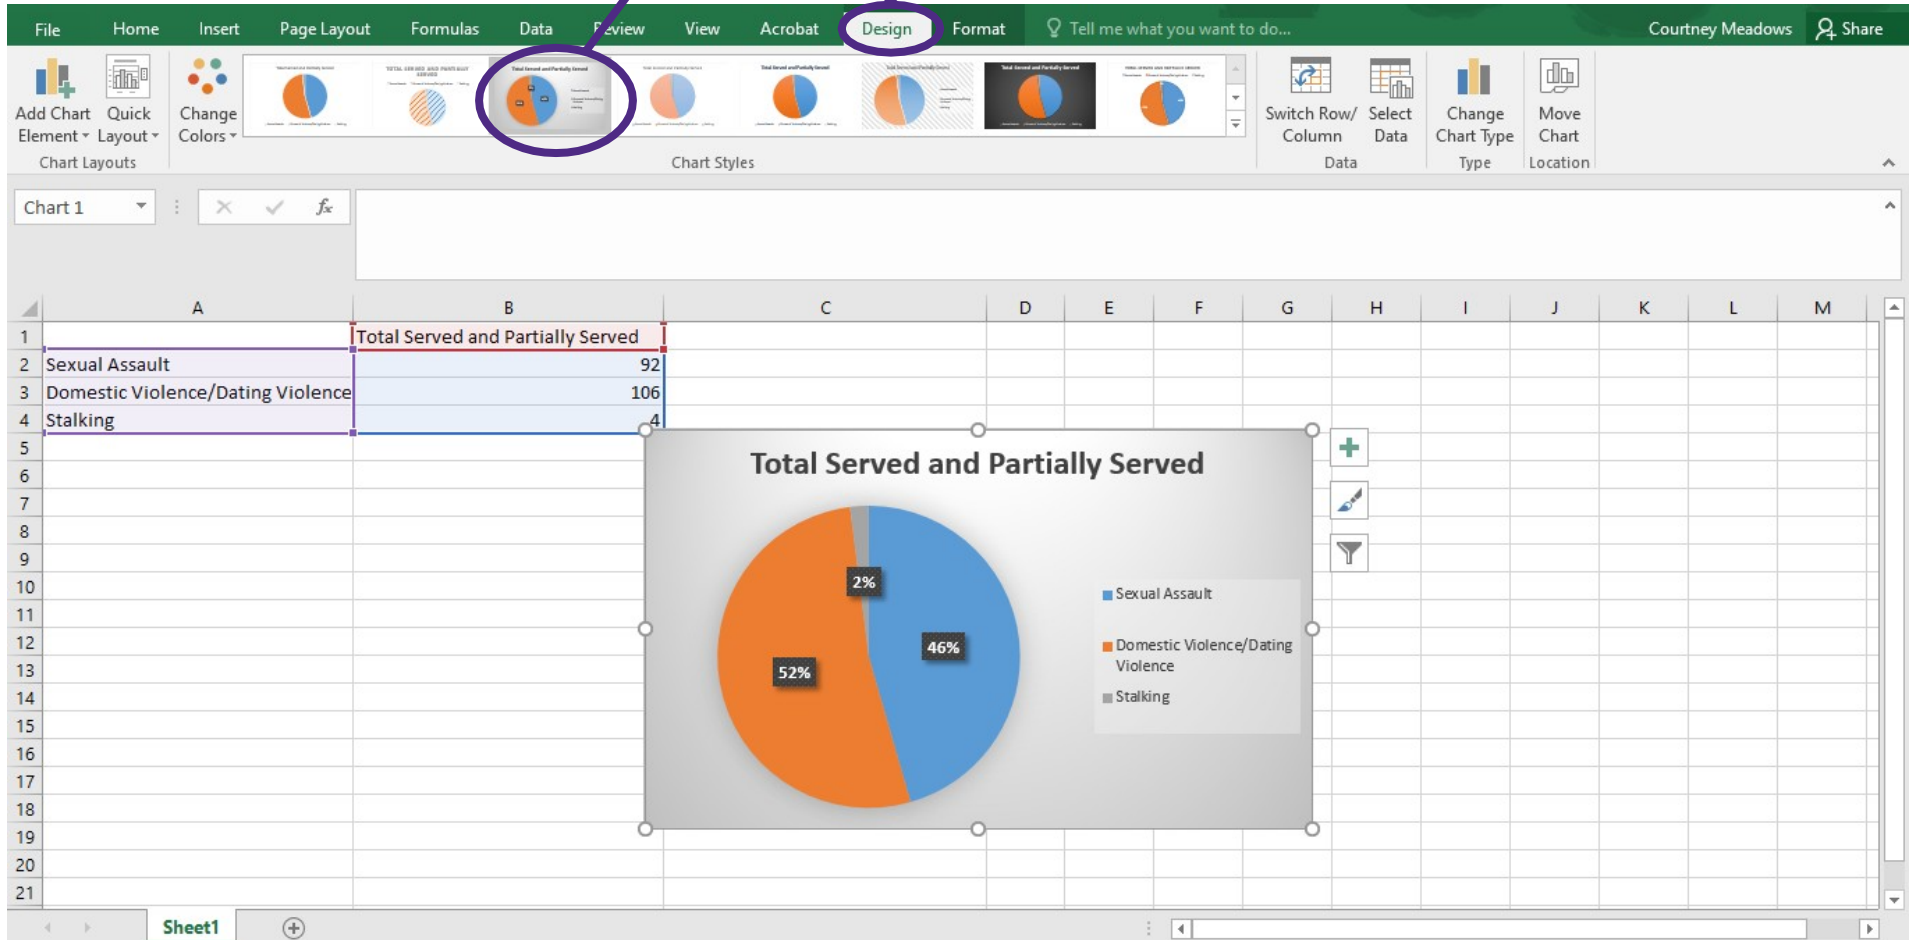 File Home Insert Page Layout Formulas Data Review View Acrobat Design Format Tell me what you want to do... Courtney Meadows Share
Add Chart Quick Change Switch Row/ Select Change Move
Element Layout Colors Column Data Chart Type Chart
Chart Layouts Chart Styles Data Type Location
Chart 1 fx
A B C D E F G H I J K L M
1 Total Served and Partially Served
2 Sexual Assault 92
3 Domestic Violence/Dating Violence 106
4 Stalking 4
5
Total Served and Partially Served
6
7
8
9
10
2%
Sexual Assault
11
12
46%
Domestic Violence/Dating
Violence
13
52%
14
Stalking
15
16
17
18
19
20
21
Sheet1